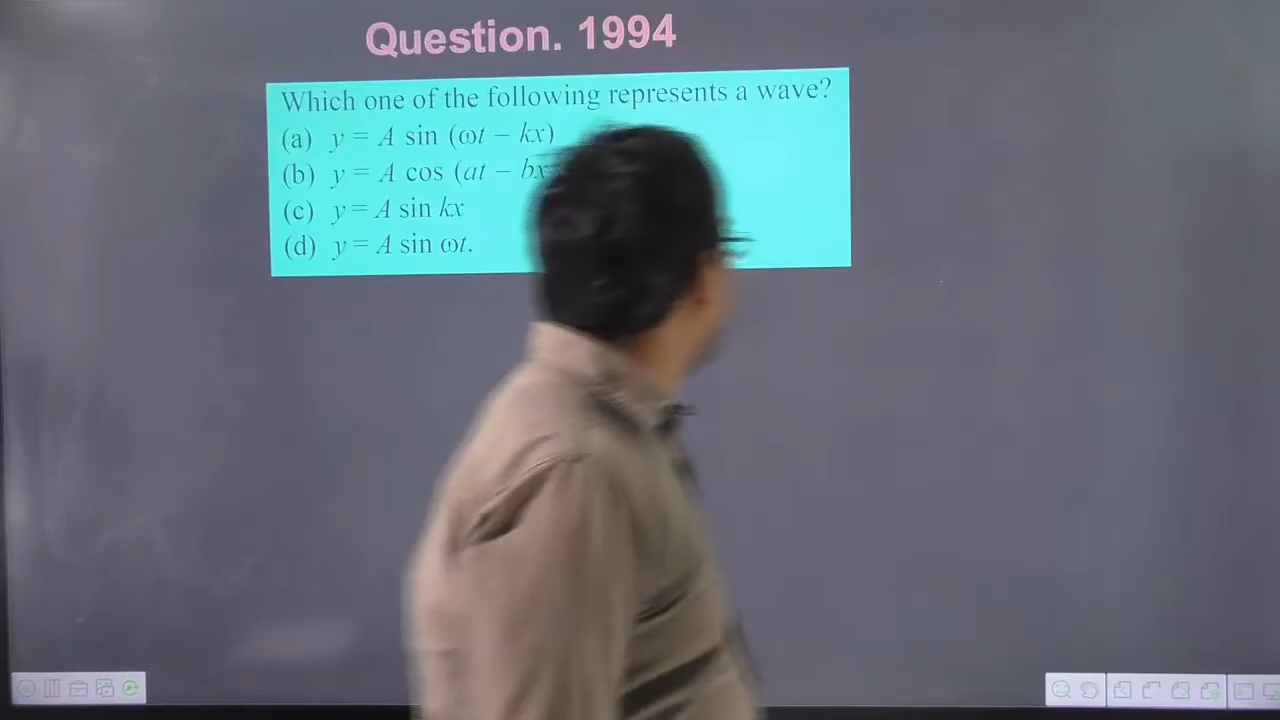 Question. 1994
Which one of the following represents a wave?
(a) y = A sin (ωt – kx)
(b) y = A cos (at – bx
(c) y = A sin kx
(d) y = A sin ωt.